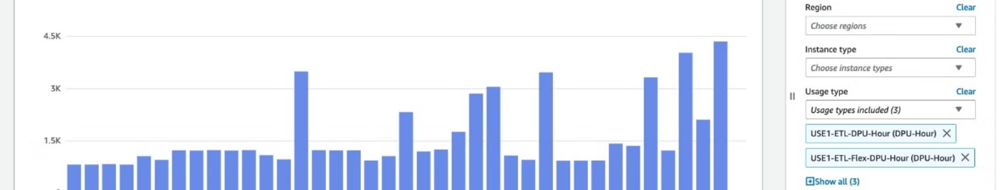 4.5K
3K
1.5K
Region Clear
Choose regions
Instance type Clear
Choose instance types
Usage type Clear
Usage types included (3)
USE1-ETL-DPU-Hour (DPU-Hour)
USE1-ETL-Flex-DPU-Hour (DPU-Hour)
Show all (3)